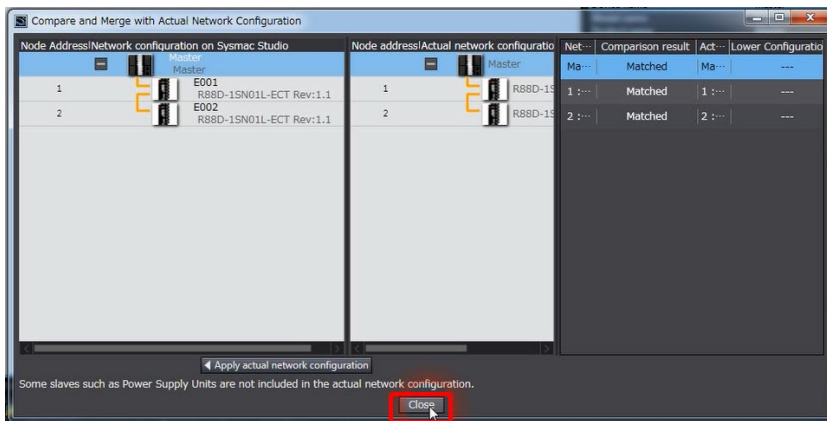 Compare and Merge with Actual Network Configuration
Node Address|Network configuration on Sysmac Studio
Master
Master
1
E001
R88D-1SN01L-ECT Rev:1.1
2
E002
R88D-1SN01L-ECT Rev:1.1
Node address|Actual network configuratio
Master
1
R88D-1S
2
R88D-1S
Net··· Comparison result Act··· Lower Configuratio
Ma··· Matched Ma··· ---
1 :··· Matched 1 :··· ---
2 :··· Matched 2 :··· ---
Apply actual network configuration
Some slaves such as Power Supply Units are not included in the actual network configuration.
Close